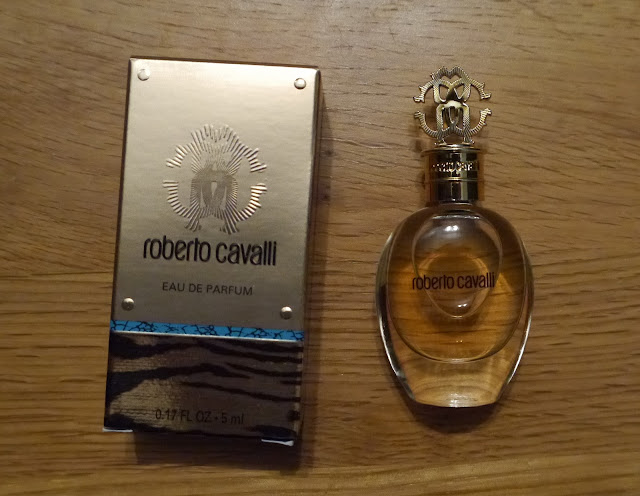 roberto cavalli
EAU DE PARFUM
0.17 FL OZ · 5 ml
roberto cavalli